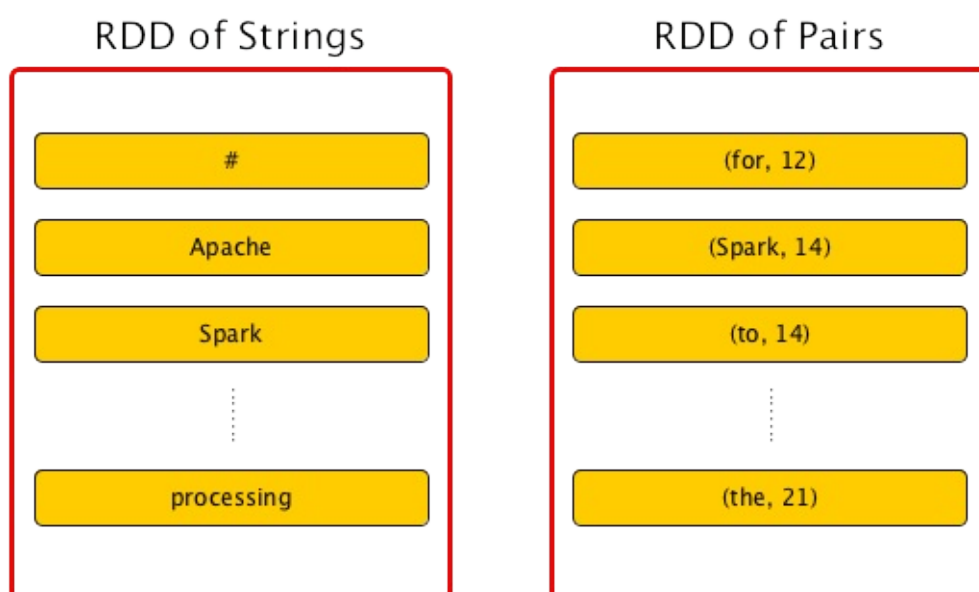 RDD of Strings
#
Apache
Spark
processing
RDD of Pairs
(for, 12)
(Spark, 14)
(to, 14)
(the, 21)